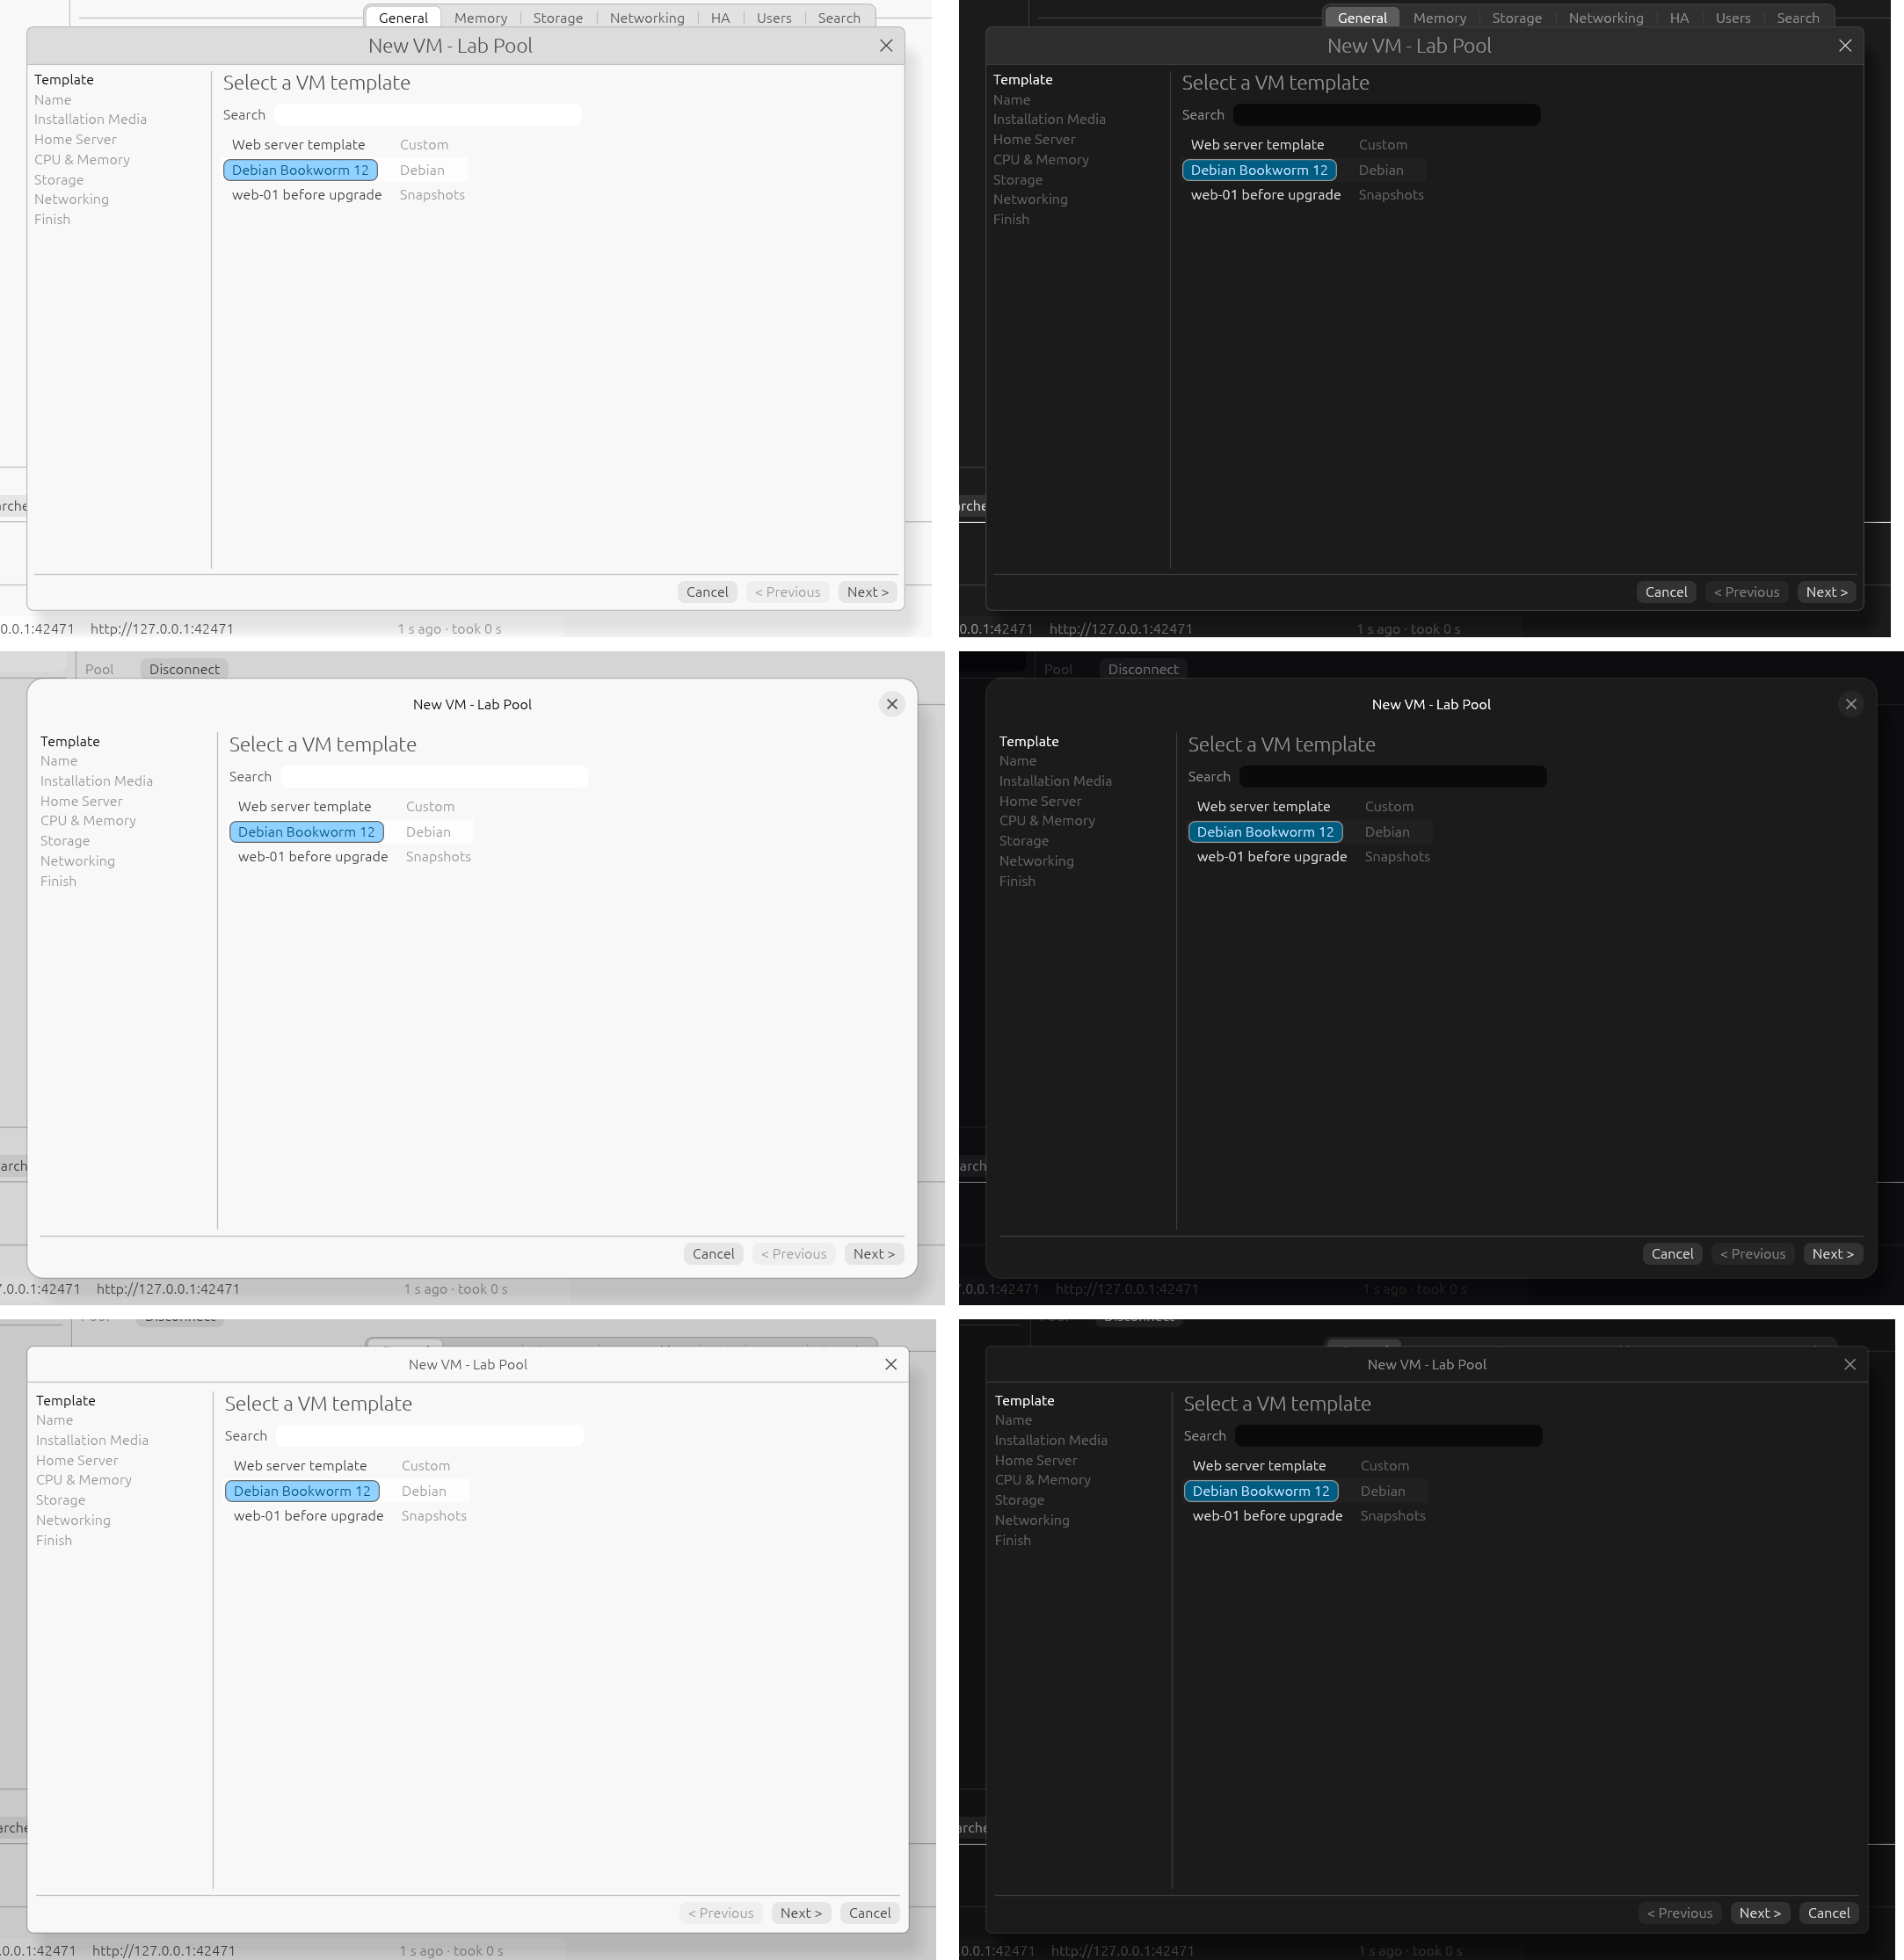 General Memory Storage Networking HA Users Search
New VM - Lab Pool
Template
Name
Installation Media
Home Server
CPU & Memory
Storage
Networking
Finish
Select a VM template
Search
Web server template Custom
Debian Bookworm 12 Debian
web-01 before upgrade Snapshots
arche
Cancel < Previous Next >
0.0.1:42471 http://127.0.0.1:42471 1 s ago · took 0 s
General Memory Storage Networking HA Users Search
New VM - Lab Pool
Template
Name
Installation Media
Home Server
CPU & Memory
Storage
Networking
Finish
Select a VM template
Search
Web server template Custom
Debian Bookworm 12 Debian
web-01 before upgrade Snapshots
arche
Cancel < Previous Next >
0.0.1:42471 http://127.0.0.1:42471 1 s ago · took 0 s
Pool Disconnect
New VM - Lab Pool
Template
Name
Installation Media
Home Server
CPU & Memory
Storage
Networking
Finish
Select a VM template
Search
Web server template Custom
Debian Bookworm 12 Debian
web-01 before upgrade Snapshots
arch
Cancel < Previous Next >
7.0.0.1:42471 http://127.0.0.1:42471 1 s ago · took 0 s
Pool Disconnect
New VM - Lab Pool
Template
Name
Installation Media
Home Server
CPU & Memory
Storage
Networking
Finish
Select a VM template
Search
Web server template Custom
Debian Bookworm 12 Debian
web-01 before upgrade Snapshots
arch
Cancel < Previous Next >
7.0.0.1:42471 http://127.0.0.1:42471 1 s ago · took 0 s
New VM - Lab Pool
Template
Name
Installation Media
Home Server
CPU & Memory
Storage
Networking
Finish
Select a VM template
Search
Web server template Custom
Debian Bookworm 12 Debian
web-01 before upgrade Snapshots
arche
< Previous Next > Cancel
0.0.1:42471 http://127.0.0.1:42471 1 s ago · took 0 s
New VM - Lab Pool
Template
Name
Installation Media
Home Server
CPU & Memory
Storage
Networking
Finish
Select a VM template
Search
Web server template Custom
Debian Bookworm 12 Debian
web-01 before upgrade Snapshots
arche
< Previous Next > Cancel
0.0.1:42471 http://127.0.0.1:42471 1 s ago · took 0 s